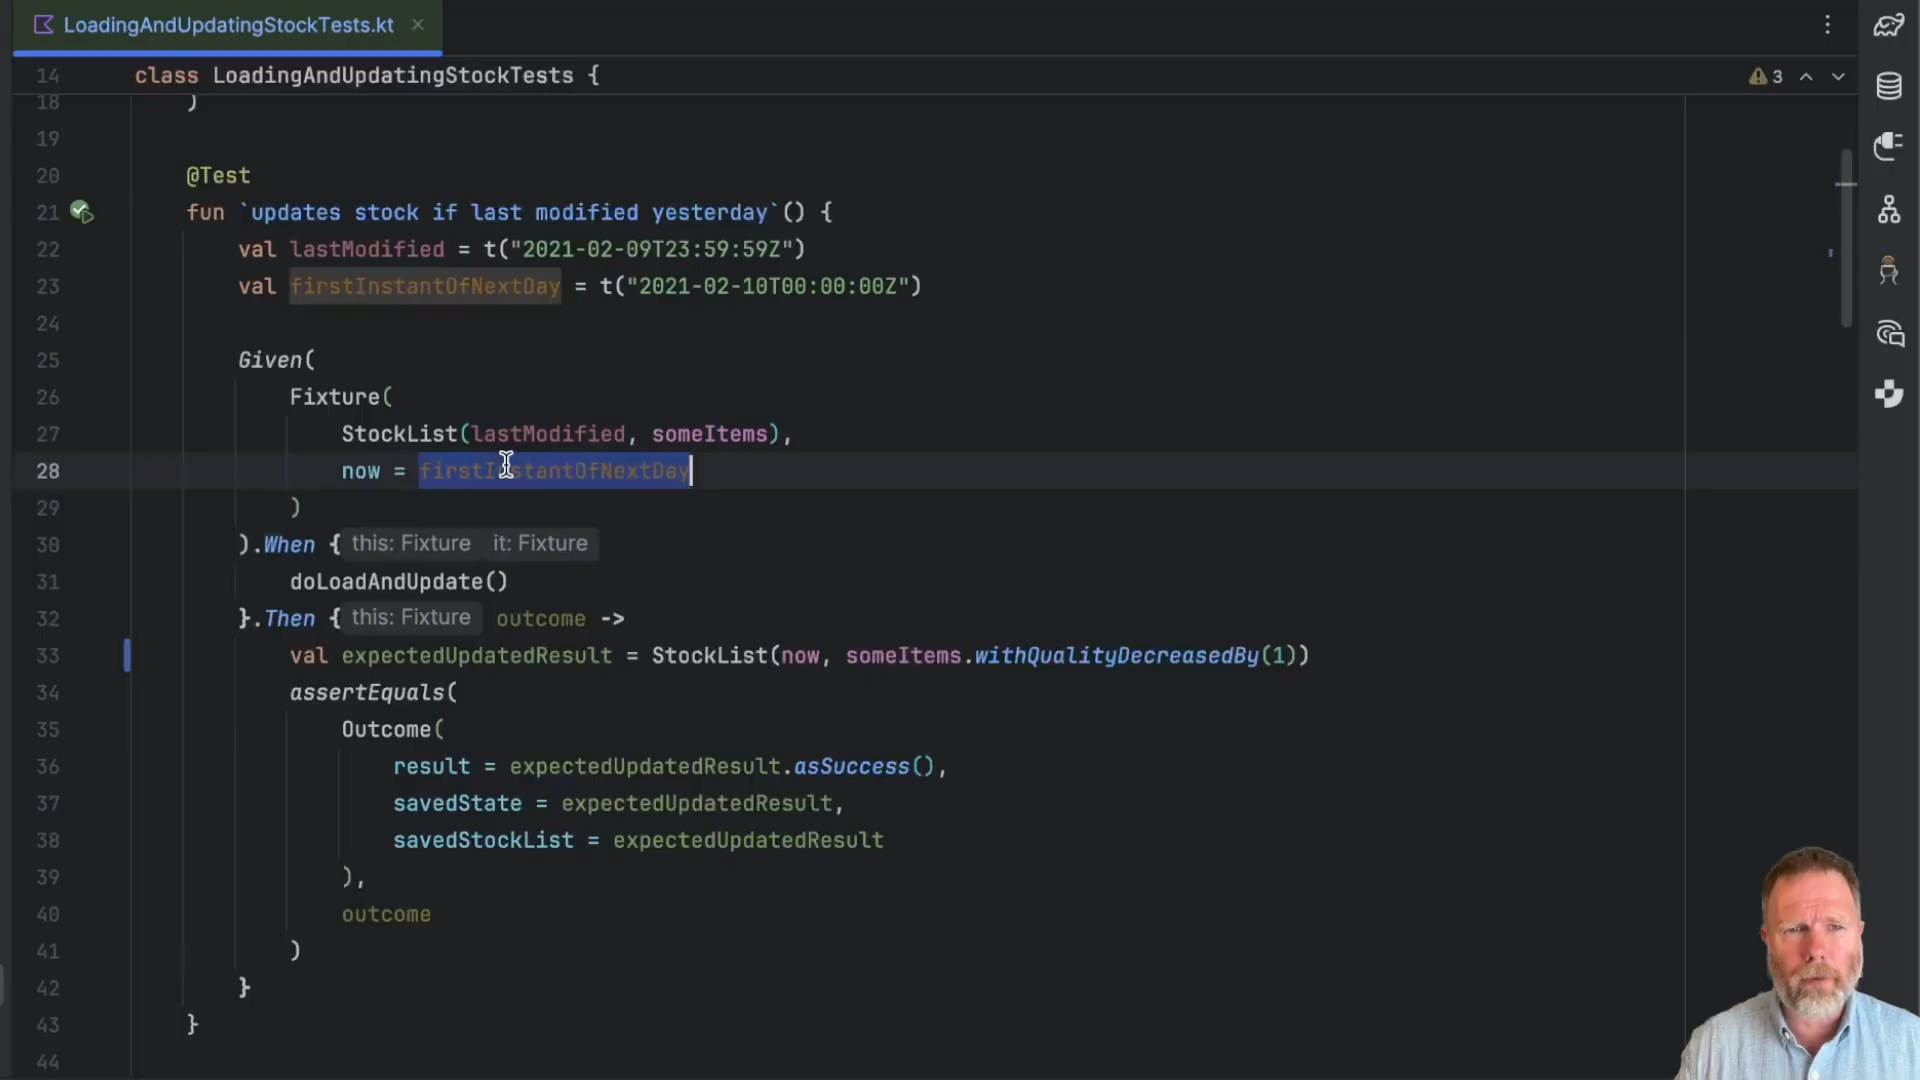 LoadingAndUpdatingStockTests.kt
14 class LoadingAndUpdatingStockTests { 3
18 )
19
20 @Test
21 fun `updates stock if last modified yesterday`() {
22 val lastModified = t("2021-02-09T23:59:59Z")
23 val firstInstantOfNextDay = t("2021-02-10T00:00:00Z")
24
25 Given(
26 Fixture(
27 StockList(lastModified, someItems),
28 now = firstInstantOfNextDay
29 )
30 ).When { this: Fixture it: Fixture
31 doLoadAndUpdate()
32 }.Then { this: Fixture outcome ->
33 val expectedUpdatedResult = StockList(now, someItems.withQualityDecreasedBy(1))
34 assertEquals(
35 Outcome(
36 result = expectedUpdatedResult.asSuccess(),
37 savedState = expectedUpdatedResult,
38 savedStockList = expectedUpdatedResult
39 ),
40 outcome
41 )
42 }
43 }
44